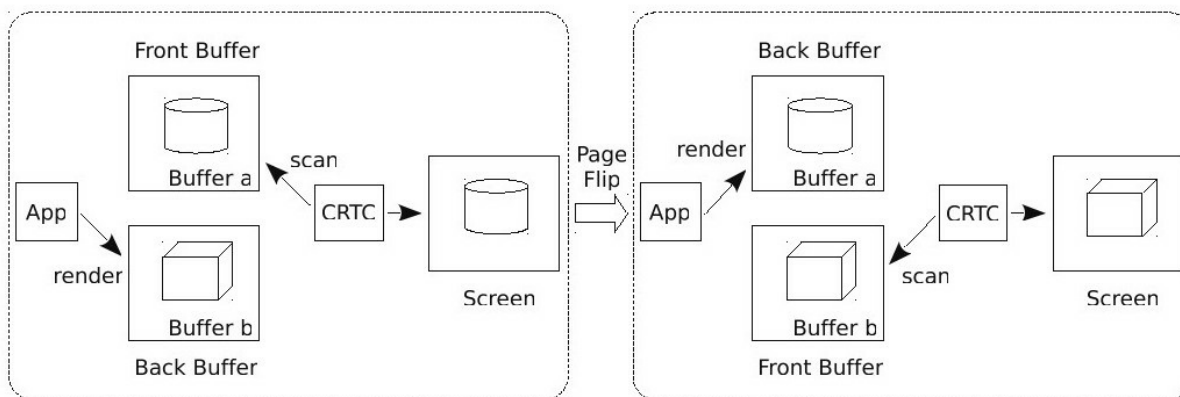 Front Buffer
Buffer a
scan
App
CRTC
render
Buffer b
Back Buffer
Screen
Page
Flip
Back Buffer
render
Buffer a
App
CRTC
scan
Buffer b
Front Buffer
Screen